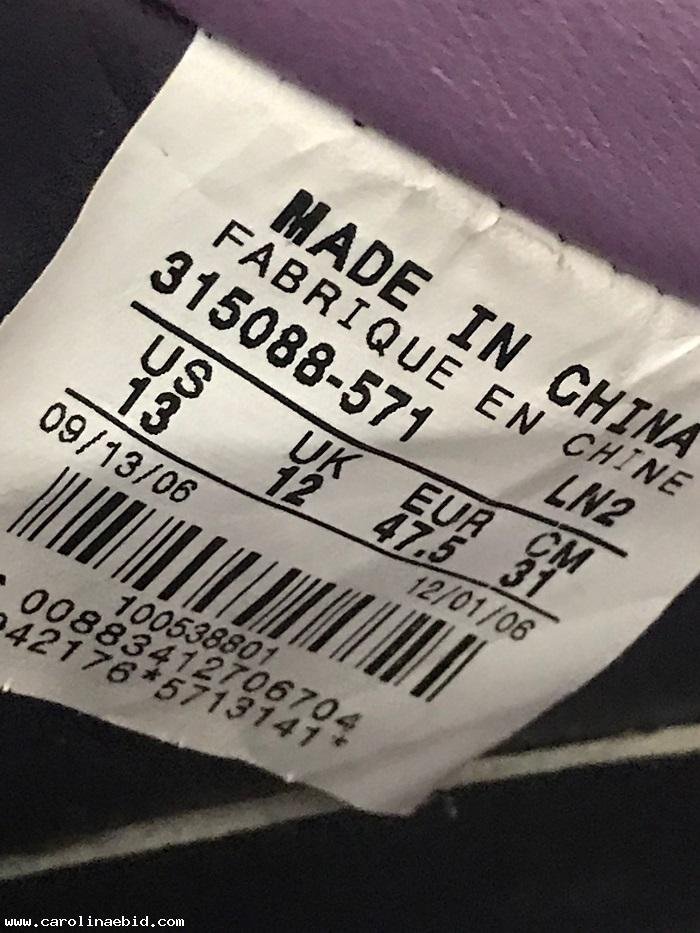 MADE IN CHINA
FABRIQUE EN CHINE
315088-571 LN2
US UK EUR CM
13 12 47.5 31
09/13/06 12/01/06
100538801
00883412706704
42176*5713141*
www.carolinaebid.com